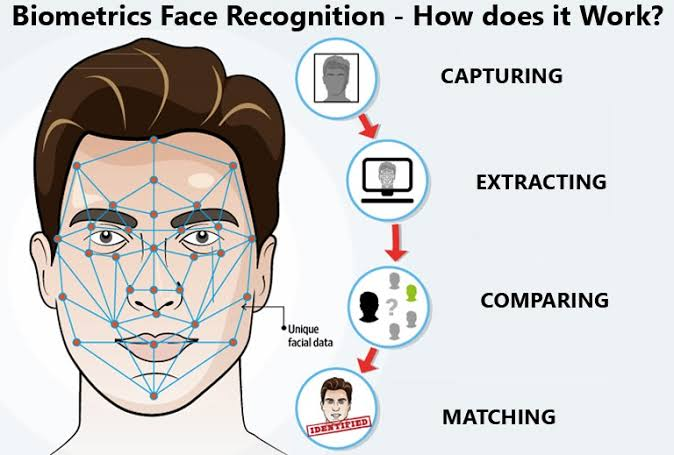 Biometrics Face Recognition - How does it Work?
CAPTURING
EXTRACTING
COMPARING
?
Unique
facial data
IDENTIFIED
MATCHING